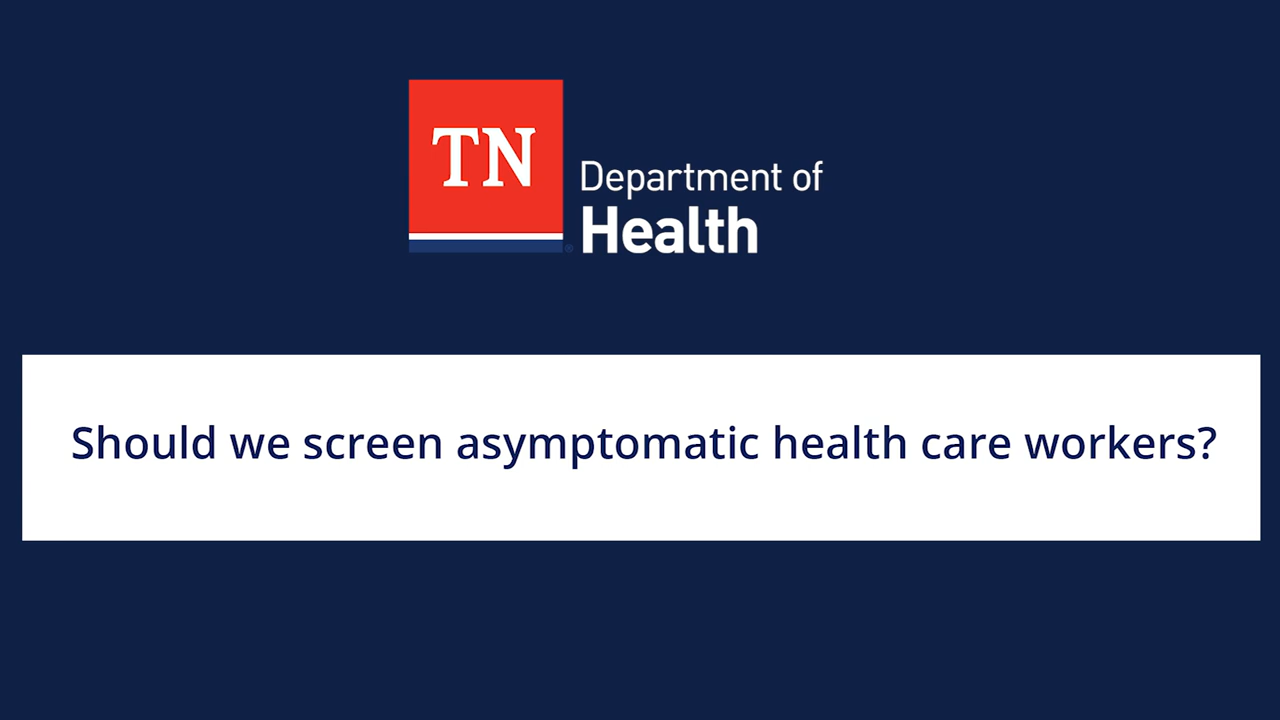 TN
Department of
Health
Should we screen asymptomatic health care workers?